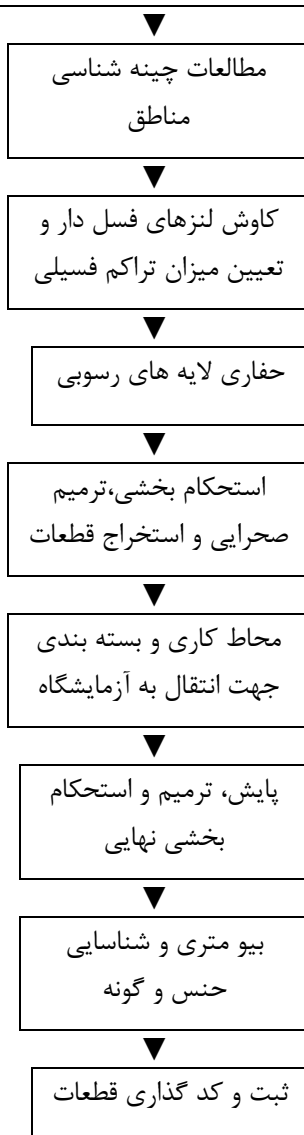 مطالعات چینه شناسی
مناطق
کاوش لنزهای فسل دار و
تعیین میزان تراکم فسیلی
حفاری لایه های رسوبی
استحکام بخشی،ترمیم
صحرایی و استخراج قطعات
محاط کاری و بسته بندی
جهت انتقال به آزمایشگاه
پایش، ترمیم و استحکام
بخشی نهایی
بیو متری و شناسایی
حنس و گونه
ثبت و کد گذاری قطعات